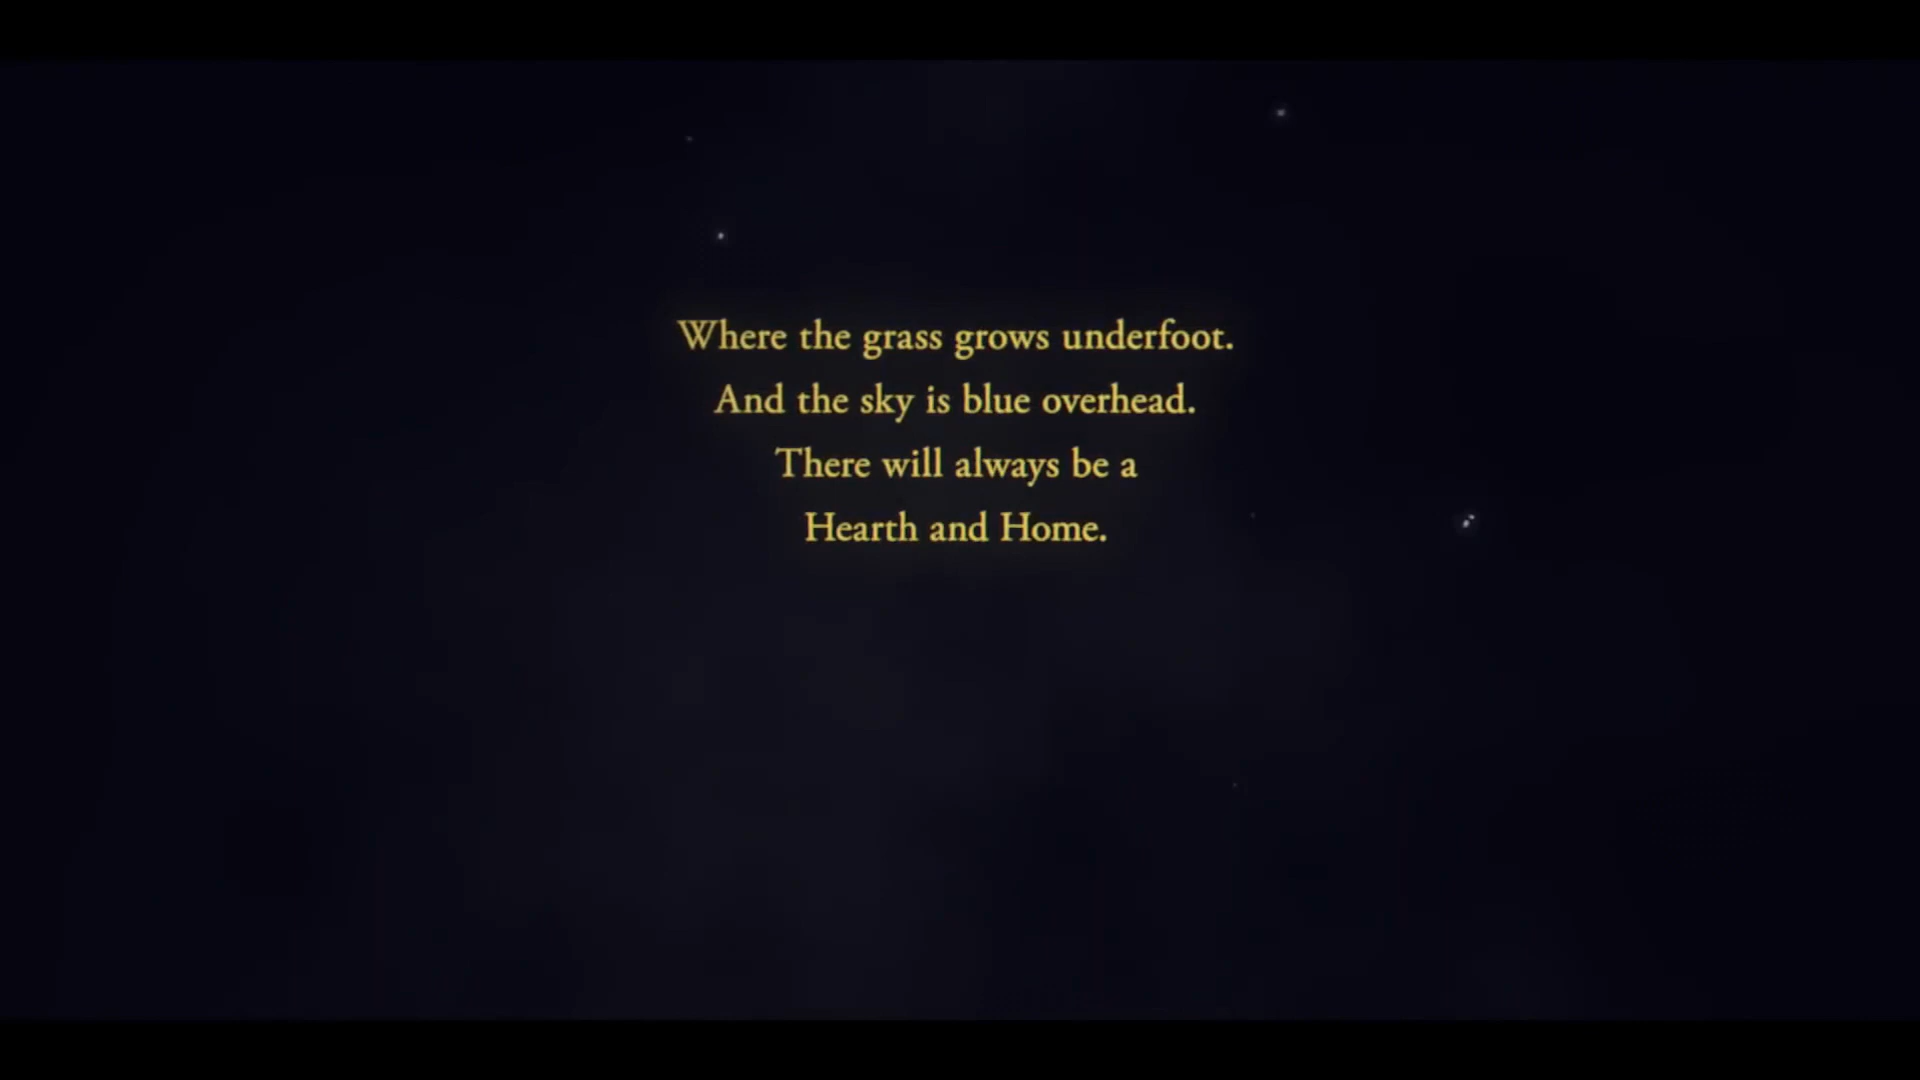 Where the grass grows underfoot.
And the sky is blue overhead.
There will always be a
Hearth and Home.